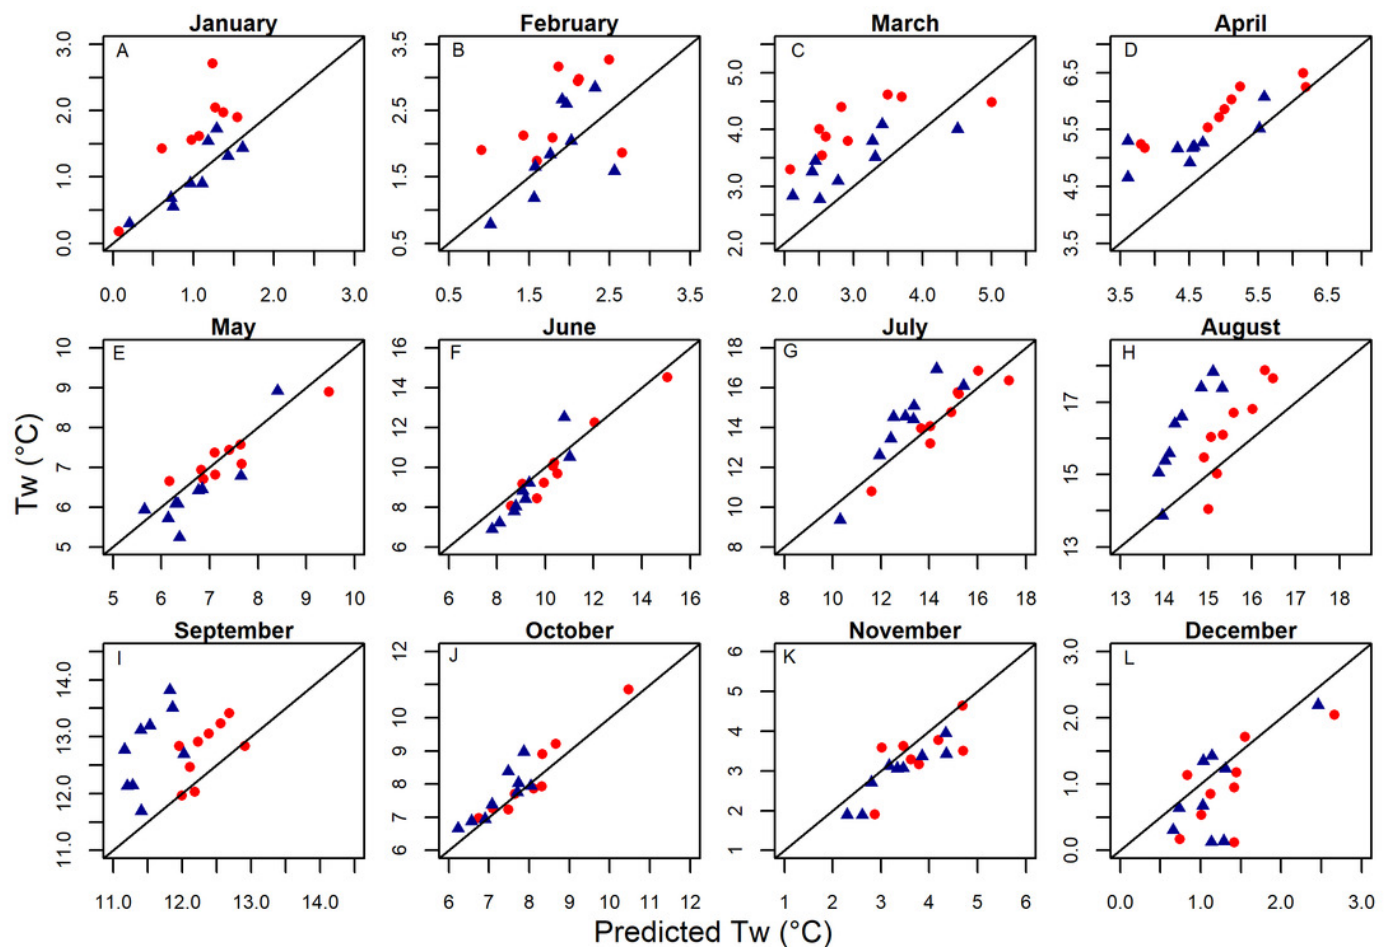 January
February
March
April
A
B
C
D
3.0
2.0
1.0
0.0
3.5
2.5
1.5
0.5
5.0
4.0
3.0
2.0
6.5
5.5
4.5
3.5
0.0 1.0 2.0 3.0
0.5 1.5 2.5 3.5
2.0 3.0 4.0 5.0
3.5 4.5 5.5 6.5
May
June
July
August
E
F
G
H
10
9
8
7
6
5
16
14
12
10
8
6
18
16
14
12
10
8
17
15
13
5 6 7 8 9 10
6 8 10 12 14 16
8 10 12 14 16 18
13 14 15 16 17 18
September
October
November
December
I
J
K
L
14.0
13.0
12.0
11.0
12
10
9
8
7
6
6
5
4
3
2
1
3.0
2.0
1.0
0.0
11.0 12.0 13.0 14.0
6 7 8 9 10 11 12
1 2 3 4 5 6
0.0 1.0 2.0 3.0
Tw (°C)
Predicted Tw (°C)